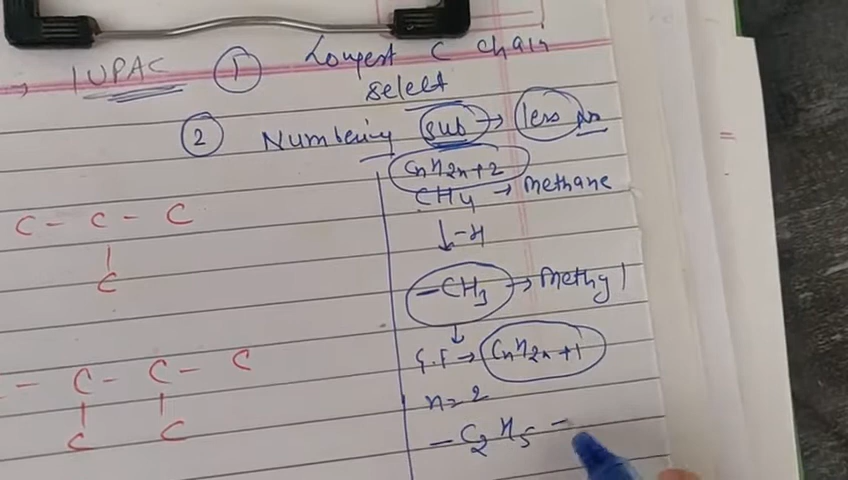 → IUPAC ① Longest C chain
select
② Numbering sub → less no
CnH2n+2
CH4 → Methane
↓ -H
-CH3 → Methyl
↓
G.F → CnH2n+1
n = 2
-C2H5 -
C - C - C
|
C
- C - C - C
| |
C C